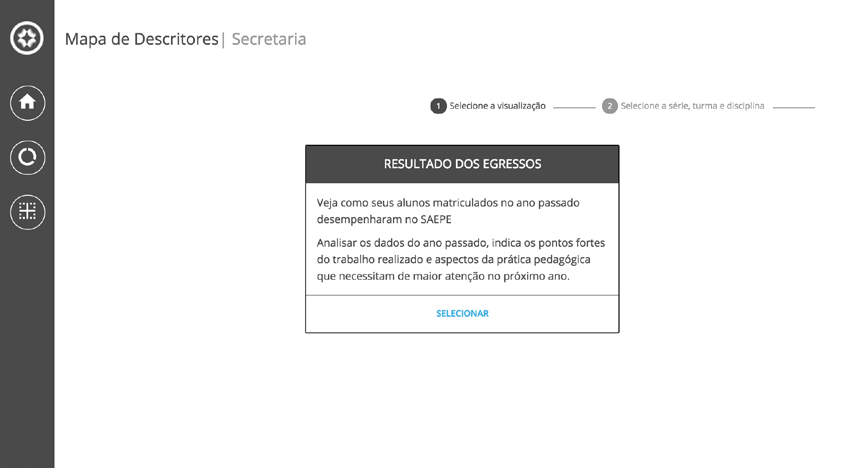 Mapa de Descritores| Secretaria
1 Selecione a visualização 2 Selecione a série, turma e disciplina
RESULTADO DOS EGRESSOS
Veja como seus alunos matriculados no ano passado
desempenharam no SAEPE
Analisar os dados do ano passado, indica os pontos fortes
do trabalho realizado e aspectos da prática pedagógica
que necessitam de maior atenção no próximo ano.
SELECIONAR